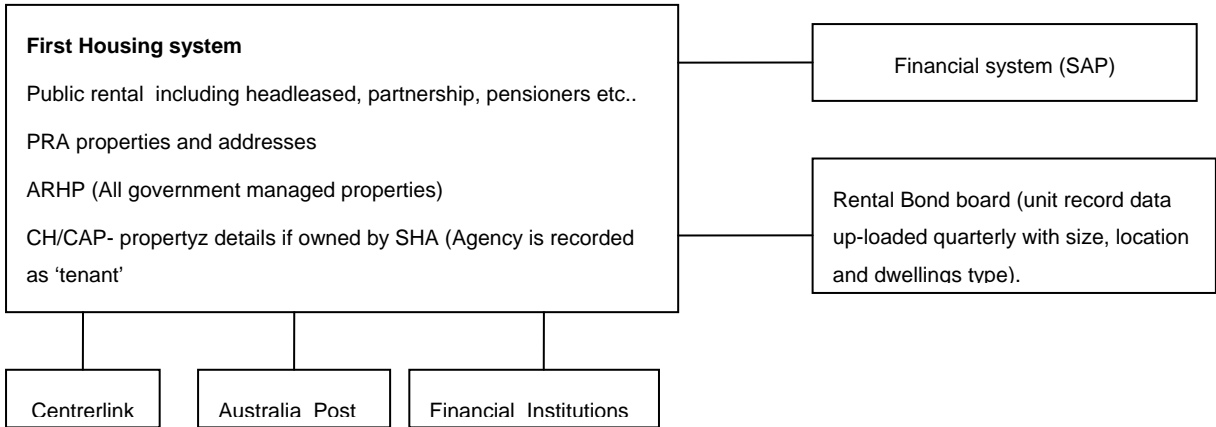 First Housing system
Public rental  including headleased, partnership, pensioners etc..
PRA properties and addresses
ARHP (All government managed properties)
CH/CAP- propertyz details if owned by SHA (Agency is recorded
as ‘tenant’
Financial system (SAP)
Rental Bond board (unit record data
up-loaded quarterly with size, location
and dwellings type).
Centrerlink
Australia  Post
Financial  Institutions